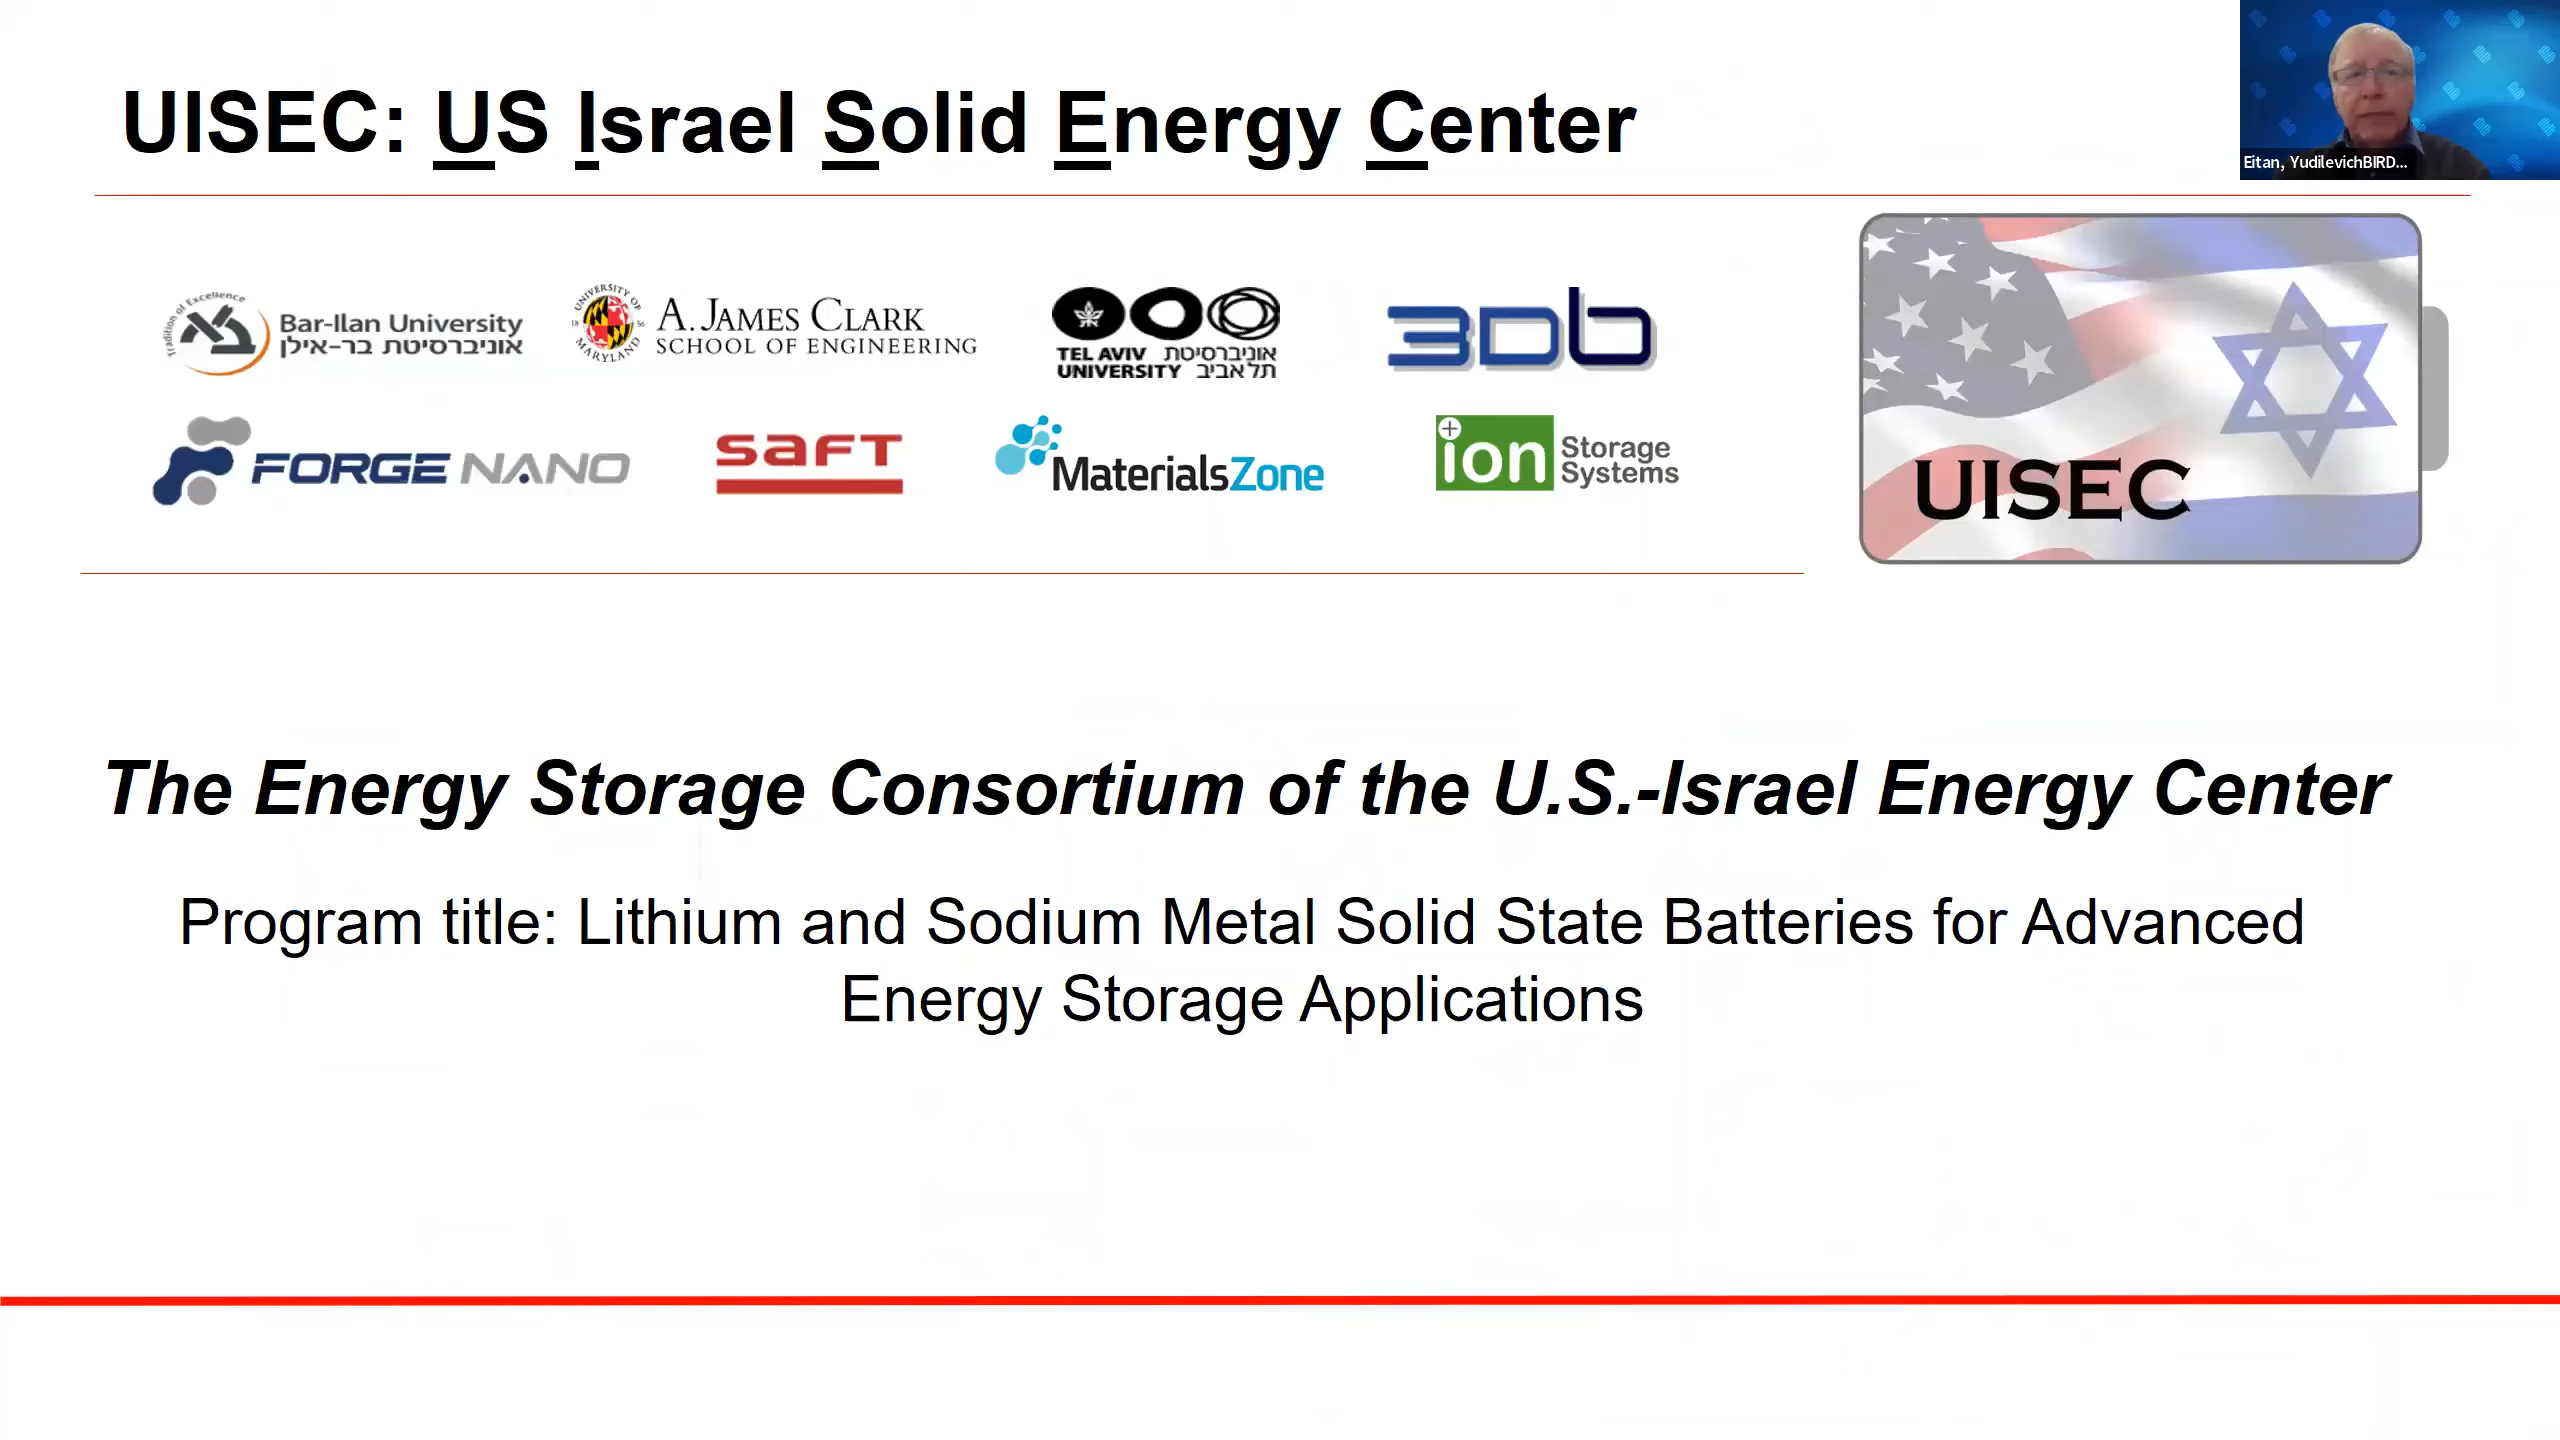 UISEC: US Israel Solid Energy Center
Eitan, YudilevichBIRD...
Tradition of Excellence
Bar-Ilan University
אוניברסיטת בר-אילן
UNIVERSITY OF
18 56
MARYLAND
A. JAMES CLARK
SCHOOL OF ENGINEERING
TEL AVIV אוניברסיטת
UNIVERSITY תל אביב
3Db
FORGE NANO
SAFT
MaterialsZone
ion Storage
Systems
UISEC
The Energy Storage Consortium of the U.S.-Israel Energy Center
Program title: Lithium and Sodium Metal Solid State Batteries for Advanced
Energy Storage Applications